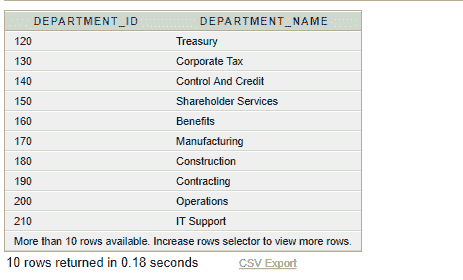 DEPARTMENT_ID DEPARTMENT_NAME
120 Treasury
130 Corporate Tax
140 Control And Credit
150 Shareholder Services
160 Benefits
170 Manufacturing
180 Construction
190 Contracting
200 Operations
210 IT Support
More than 10 rows available. Increase rows selector to view more rows.
10 rows returned in 0.18 seconds CSV Export